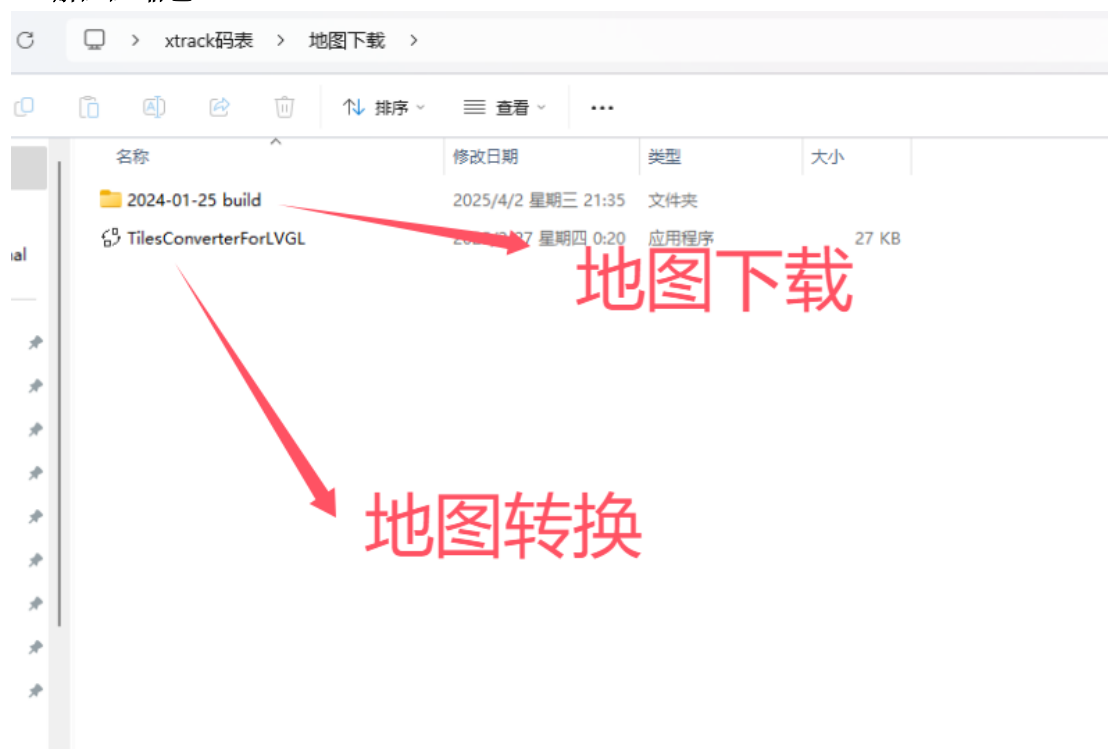 xtrack码表 > 地图下载 >
排序 查看 ...
名称 修改日期 类型 大小
2024-01-25 build 2025/4/2 星期三 21:35 文件夹
TilesConverterForLVGL 星期四 0:20 应用程序 27 KB
地图下载
地图转换